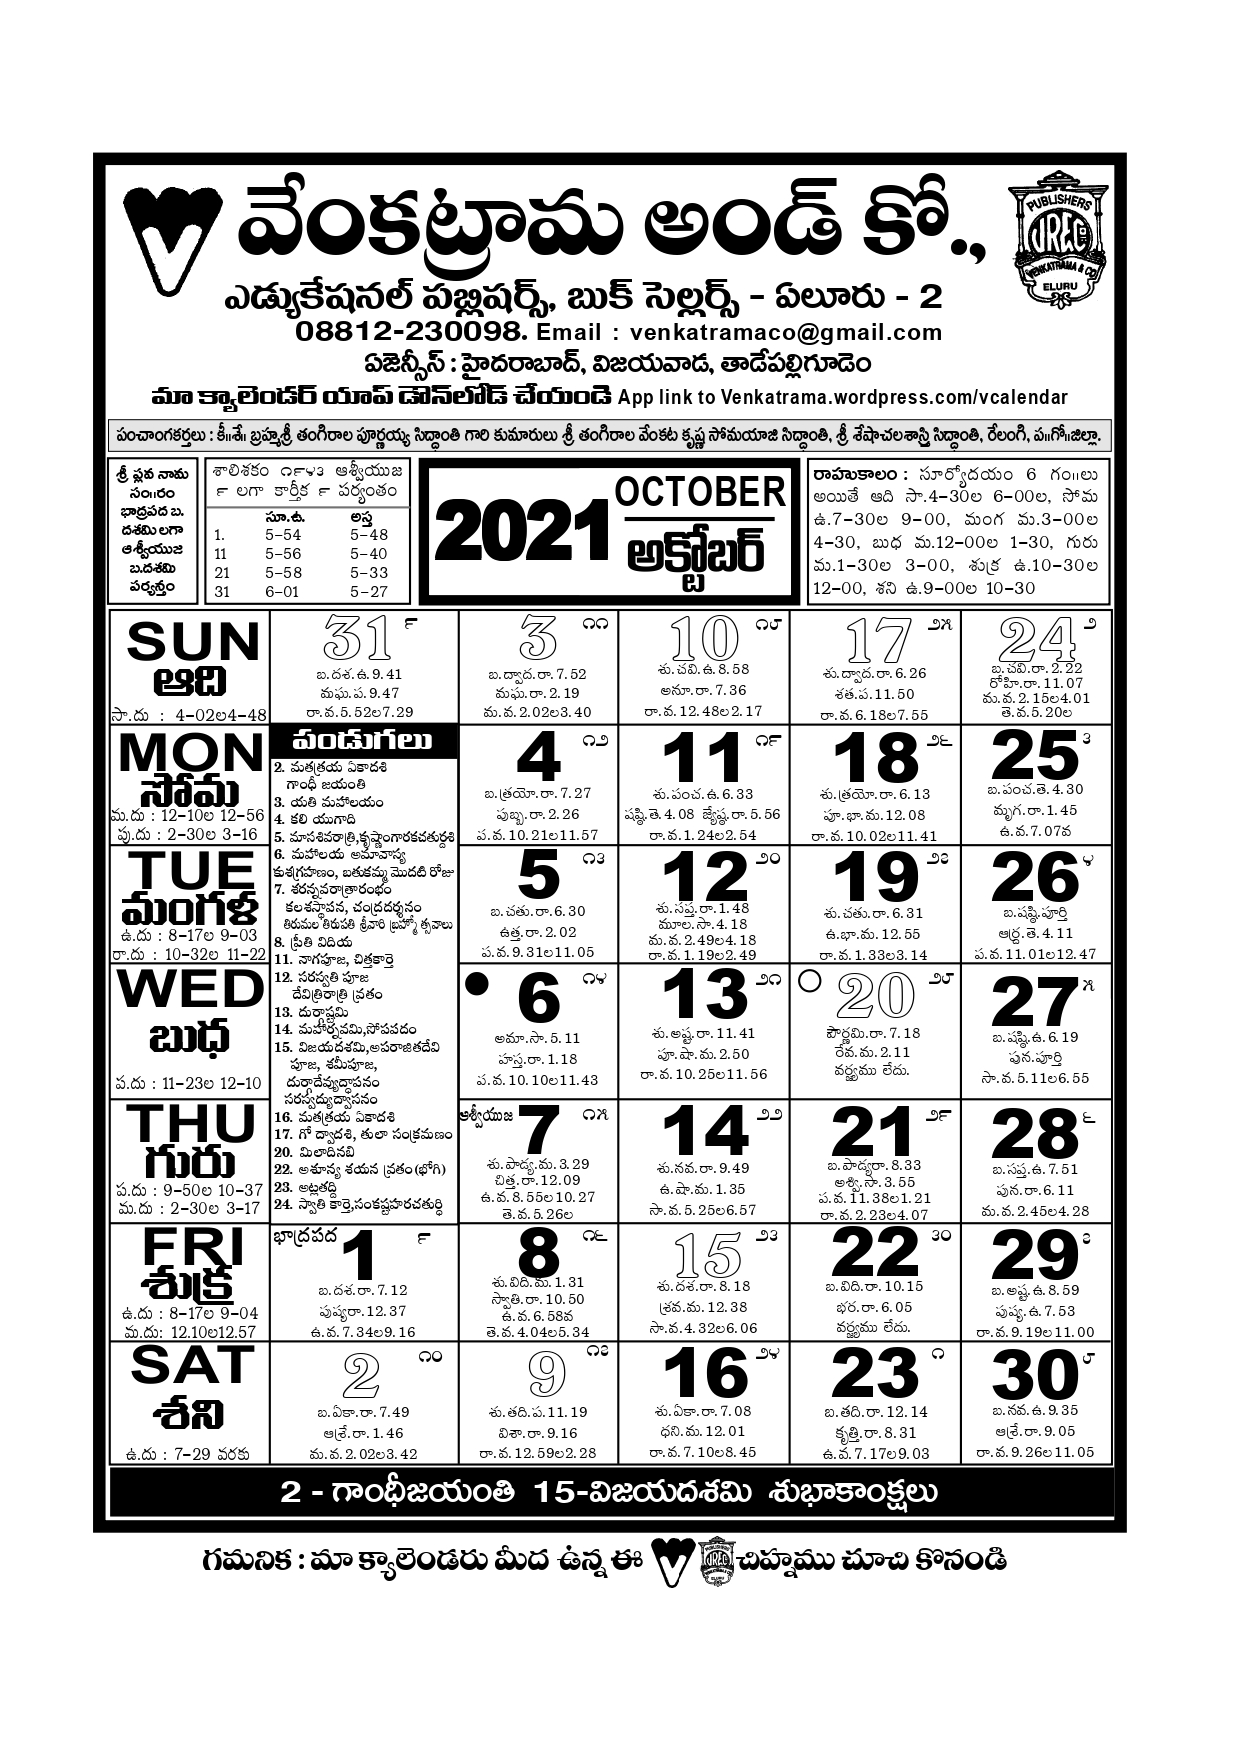 వేంకట్రామ అండ్ కో.,
PUBLISHERS
VENKATRAMA & CO
ELURU
ఎడ్యుకేషనల్ పబ్లిషర్స్, బుక్ సెల్లర్స్ - ఏలూరు - 2
08812-230098. Email : venkatramaco@gmail.com
ఏజెన్సీస్ : హైదరాబాద్, విజయవాడ, తాడేపల్లిగూడెం
మా క్యాలెండర్ యాప్ డౌన్‌లోడ్ చేయండి App link to Venkatrama.wordpress.com/vcalendar
పంచాంగకర్తలు : కీ॥శే॥ బ్రహ్మశ్రీ తంగిరాల పూర్ణయ్య సిద్ధాంతి గారి కుమారులు శ్రీ తంగిరాల వేంకట కృష్ణ సోమయాజి సిద్ధాంతి, శ్రీ శేషాచలశాస్త్రి సిద్ధాంతి, రేలంగి, ప॥గో॥జిల్లా.
శ్రీ ప్లవ నామ
సం॥రం
భాద్రపద బ.
దశమి లగా
ఆశ్వీయుజ
బ.దశమి
పర్యన్తం
శాలిశకం ౧౯౪౩ ఆశ్వీయుజ
౯ లగా కార్తీక ౯ పర్యంతం
సూ.ఉ. అస్త
1. 5-54 5-48
11 5-56 5-40
21 5-58 5-33
31 6-01 5-27
2021
OCTOBER
అక్టోబర్
రాహుకాలం : సూర్యోదయం 6 గం॥లు
అయితే ఆది సా.4-30ల 6-00ల, సోమ
ఉ.7-30ల 9-00, మంగ మ.3-00ల
4-30, బుధ మ.12-00ల 1-30, గురు
మ.1-30ల 3-00, శుక్ర ఉ.10-30ల
12-00, శని ఉ.9-00ల 10-30
SUN
ఆది
సా.దు : 4-02ల4-48
31 ౯
బ.దశ.ఉ.9.41
మఘ.ప.9.47
రా.వ.5.52ల7.29
3 ౧౧
బ.ద్వాద.రా.7.52
మఘ.రా.2.19
మ.వ.2.02ల3.40
10 ౧౮
శు.చవి.ఉ.8.58
అనూ.రా.7.36
రా.వ.12.48ల2.17
17 ౨౫
శు.ద్వాద.రా.6.26
శత.ప.11.50
రా.వ.6.18ల7.55
24 ౨
బ.చవి.రా.2.22
రోహి.రా.11.07
మ.వ.2.15ల4.01
తె.వ.5.20ల
MON
సోమ
మ.దు : 12-10ల 12-56
పు.దు : 2-30ల 3-16
పండుగలు
2. మతత్రయ ఏకాదశి
గాంధీ జయంతి
3. యతి మహాలయం
4. కలి యుగాది
5. మాసశివరాత్రి,కృష్ణాంగారకచతుర్దశి
6. మహాలయ అమావాస్య
కుశగ్రహణం, బతుకమ్మ మొదటి రోజు
7. శరన్నవరాత్రారంభం
కలశస్థాపన, చంద్రదర్శనం
తిరుమల తిరుపతి శ్రీవారి బ్రహ్మోత్సవాలు
8. ప్రీతి విదియ
11. నాగపూజ, చిత్తకార్తె
12. సరస్వతి పూజ
దేవిత్రిరాత్రి వ్రతం
13. దుర్గాష్టమి
14. మహార్నవమి,సోపపదం
15. విజయదశమి,అపరాజితదేవి
పూజ, శమీపూజ,
దుర్గాదేవ్యుద్ధాపనం
సరస్వద్యుద్వాసనం
16. మతత్రయ ఏకాదశి
17. గో ద్వాదశి, తులా సంక్రమణం
20. మిలాదినబి
22. అశూన్య శయన వ్రతం(భోగి)
23. అట్లతద్ది
24. స్వాతి కార్తె,సంకష్టహరచతుర్థి
4 ౧౨
బ.త్రయో.రా.7.27
పుబ్బ.రా.2.26
ప.వ.10.21ల11.57
11 ౧౯
శు.పంచ.ఉ.6.33
షష్ఠి.తె.4.08 జ్యేష్ఠ.రా.5.56
రా.వ.1.24ల2.54
18 ౨౬
శు.త్రయో.రా.6.13
పూ.భా.మ.12.08
రా.వ.10.02ల11.41
25 ౩
బ.పంచ.తె.4.30
మృగ.రా.1.45
ఉ.వ.7.07వ
TUE
మంగళ
ఉ.దు : 8-17ల 9-03
రా.దు : 10-32ల 11-22
5 ౧౩
బ.చతు.రా.6.30
ఉత్త.రా.2.02
ప.వ.9.31ల11.05
12 ౨౦
శు.సప్త.రా.1.48
మూల.సా.4.18
మ.వ.2.49ల4.18
రా.వ.1.19ల2.49
19 ౨౭
శు.చతు.రా.6.31
ఉ.భా.మ.12.55
రా.వ.1.33ల3.14
26 ౪
బ.షష్ఠి.పూర్తి
ఆర్ద్ర.తె.4.11
ప.వ.11.01ల12.47
WED
బుధ
ప.దు : 11-23ల 12-10
6 ౧౪
అమా.సా.5.11
హస్త.రా.1.18
ప.వ.10.10ల11.43
13 ౨౧
శు.అష్ట.రా.11.41
పూ.షా.మ.2.50
రా.వ.10.25ల11.56
20 ౨౮
పౌర్ణమి.రా.7.18
రేవ.మ.2.11
వర్జ్యము లేదు.
27 ౫
బ.షష్ఠి.ఉ.6.19
పున.పూర్తి
సా.వ.5.11ల6.55
THU
గురు
ప.దు : 9-50ల 10-37
మ.దు : 2-30ల 3-17
ఆశ్వీయుజ 7 ౧౫
శు.పాడ్య.మ.3.29
చిత్త.రా.12.09
ఉ.వ.8.55ల10.27
తె.వ.5.26ల
14 ౨౨
శు.నవ.రా.9.49
ఉ.షా.మ.1.35
సా.వ.5.25ల6.57
21 ౨౯
బ.పాడ్యరా.8.33
అశ్వి.సా.3.55
ప.వ.11.38ల1.21
రా.వ.2.23ల4.07
28 ౬
బ.సప్త.ఉ.7.51
పున.రా.6.11
మ.వ.2.45ల4.28
FRI
శుక్ర
ఉ.దు : 8-17ల 9-04
మ.దు: 12.10ల12.57
భాద్రపద 1 ౯
బ.దశ.రా.7.12
పుష్యరా.12.37
ఉ.వ.7.34ల9.16
8 ౧౬
శు.విది.మ.1.31
స్వాతి.రా.10.50
ఉ.వ.6.58వ
తె.వ.4.04ల5.34
15 ౨౩
శు.దశ.రా.8.18
శ్రవ.మ.12.38
సా.వ.4.32ల6.06
22 ౩౦
బ.విది.రా.10.15
భర.రా.6.05
వర్జ్యము లేదు.
29 ౭
బ.అష్ట.ఉ.8.59
పుష్య.ఉ.7.53
రా.వ.9.19ల11.00
SAT
శని
ఉ.దు : 7-29 వరకు
2 ౧౦
బ.ఏకా.రా.7.49
ఆశ్రే.రా.1.46
మ.వ.2.02ల3.42
9 ౧౭
శు.తది.ప.11.19
విశా.రా.9.16
రా.వ.12.59ల2.28
16 ౨౪
శు.ఏకా.రా.7.08
ధని.మ.12.01
రా.వ.7.10ల8.45
23 ౧
బ.తది.రా.12.14
కృత్తి.రా.8.31
ఉ.వ.7.17ల9.03
30 ౮
బ.నవ.ఉ.9.35
ఆశ్రే.రా.9.05
రా.వ.9.26ల11.05
2 - గాంధీజయంతి 15-విజయదశమి శుభాకాంక్షలు
గమనిక : మా క్యాలెండరు మీద ఉన్న ఈ చిహ్నము చూచి కొనండి